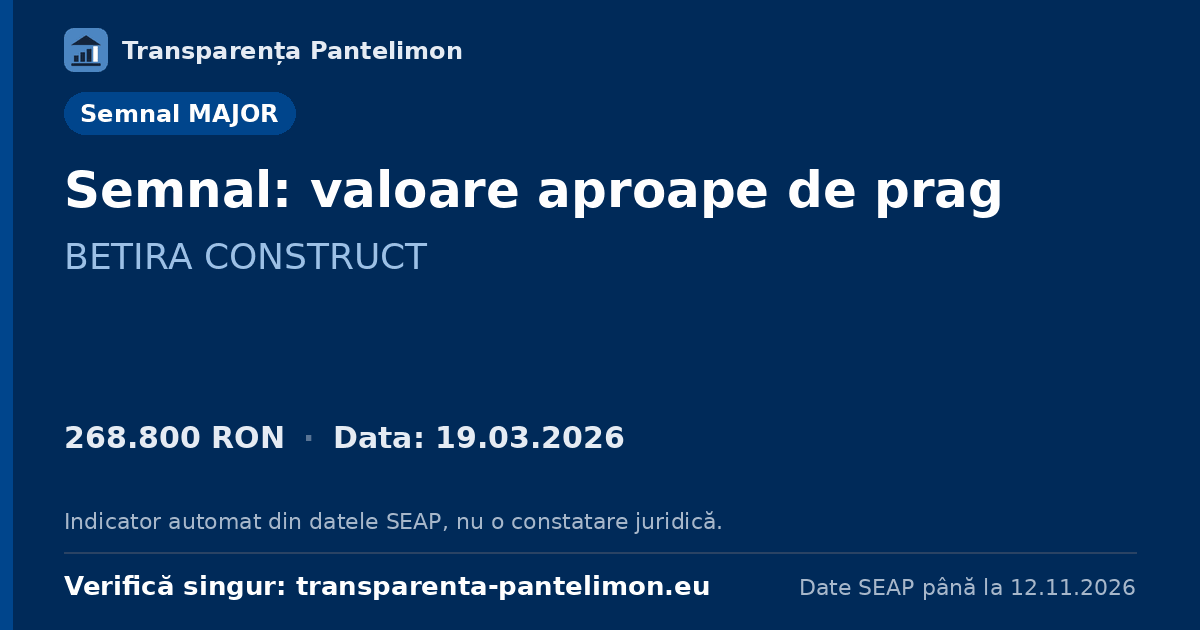 Transparența Pantelimon
Semnal MAJOR
Semnal: valoare aproape de prag
BETIRA CONSTRUCT
268.800 RON · Data: 19.03.2026
Indicator automat din datele SEAP, nu o constatare juridică.
Verifică singur: transparenta-pantelimon.eu
Date SEAP până la 12.11.2026